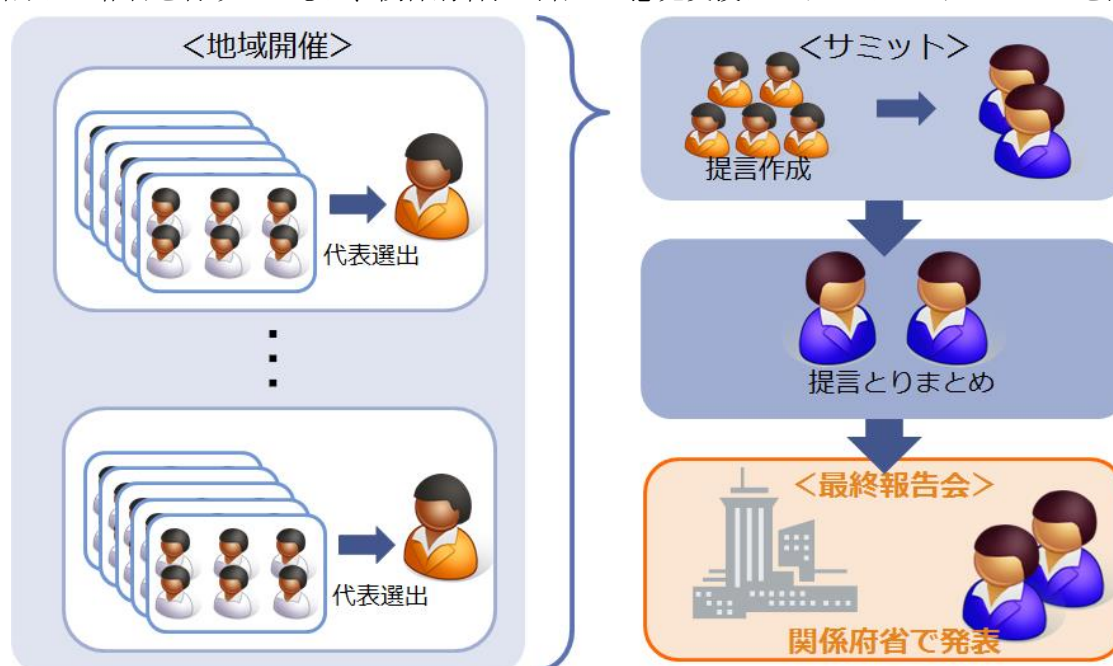 <地域開催>
代表選出
代表選出
<サミット>
提言作成
提言とりまとめ
<最終報告会>
関係府省で発表